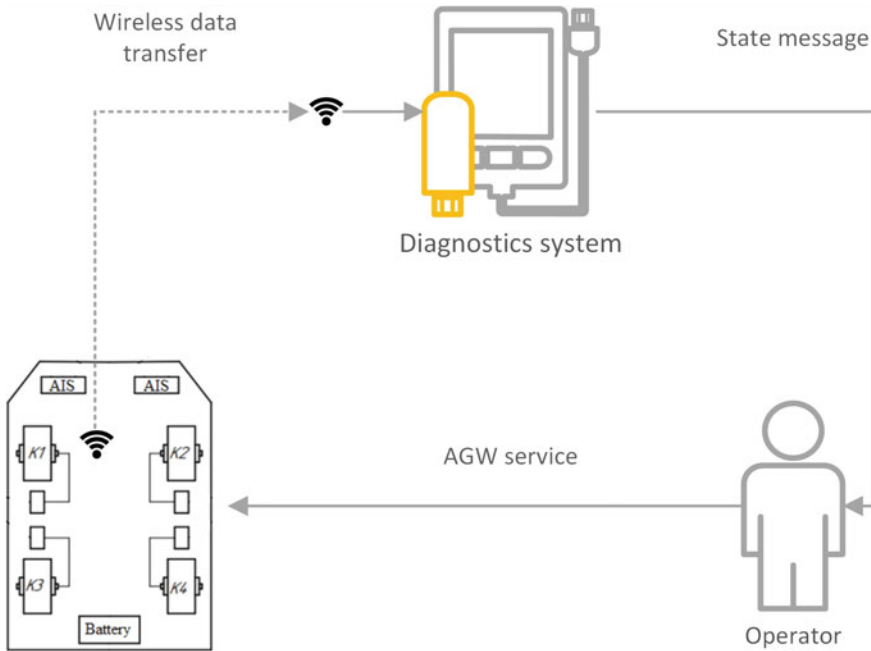 Wireless data
transfer
State message
Diagnostics system
AIS
AIS
K1
K2
AGW service
K3
K4
Battery
Operator